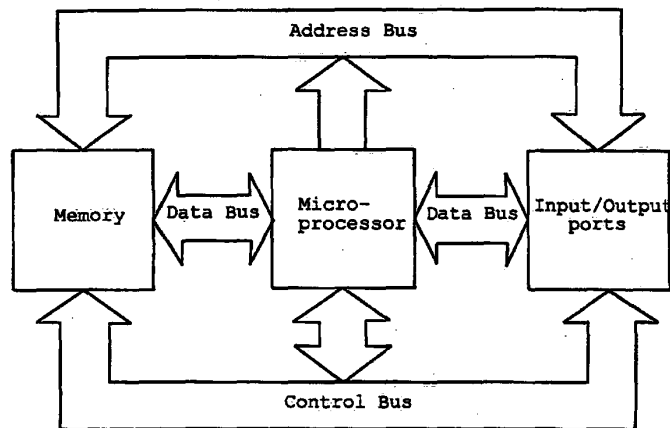 Address Bus
Memory
Data Bus
Micro-
processor
Data Bus
Input/Output
ports
Control Bus